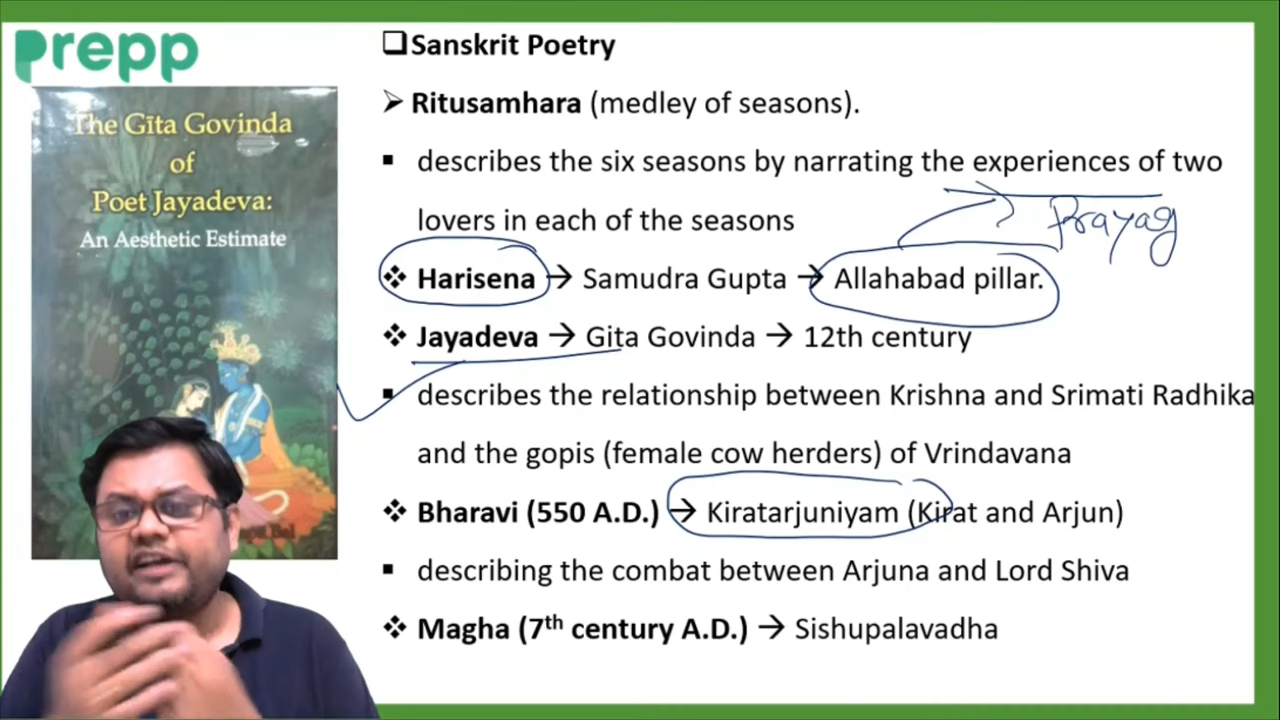 Prepp
The Gīta Govinda
of
Poet Jayadeva:
An Aesthetic Estimate
❑Sanskrit Poetry
➢ Ritusamhara (medley of seasons).
▪ describes the six seasons by narrating the experiences of two
lovers in each of the seasons
Prayag
❖ Harisena → Samudra Gupta → Allahabad pillar.
❖ Jayadeva → Gita Govinda → 12th century
▪ describes the relationship between Krishna and Srimati Radhika
and the gopis (female cow herders) of Vrindavana
❖ Bharavi (550 A.D.) → Kiratarjuniyam (Kirat and Arjun)
▪ describing the combat between Arjuna and Lord Shiva
❖ Magha (7th century A.D.) → Sishupalavadha